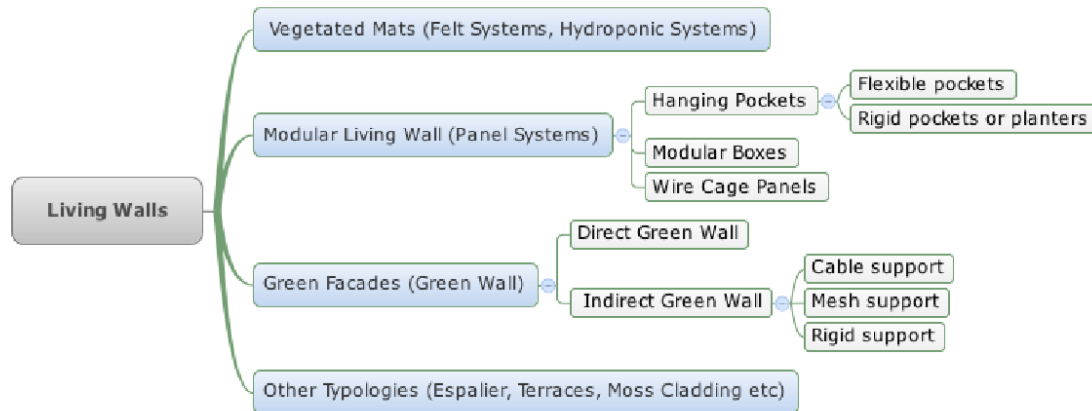 Living Walls
Vegetated Mats (Felt Systems, Hydroponic Systems)
Modular Living Wall (Panel Systems)
Hanging Pockets
Flexible pockets
Rigid pockets or planters
Modular Boxes
Wire Cage Panels
Green Facades (Green Wall)
Direct Green Wall
Indirect Green Wall
Cable support
Mesh support
Rigid support
Other Typologies (Espalier, Terraces, Moss Cladding etc)